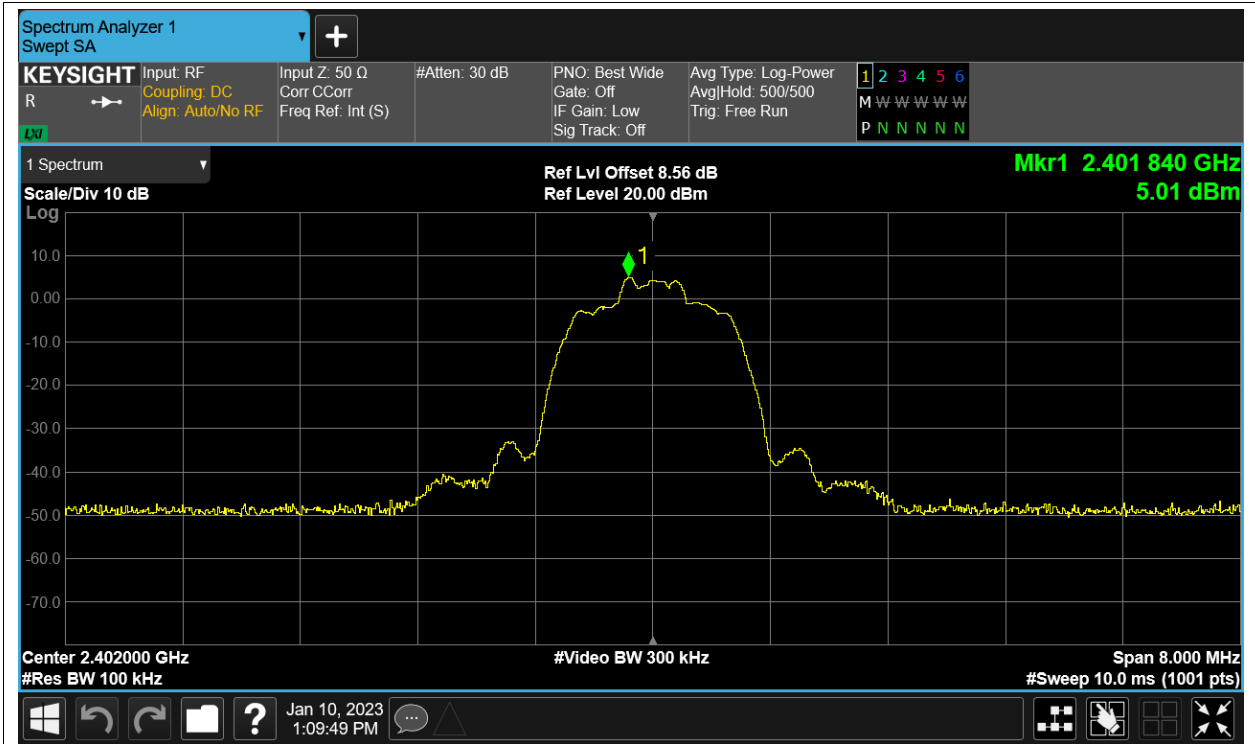 Spectrum Analyzer 1
Swept SA
KEYSIGHT
R
LXI
Input: RF
Coupling: DC
Align: Auto/No RF
Input Z: 50 Ω
Corr CCorr
Freq Ref: Int (S)
#Atten: 30 dB
PNO: Best Wide
Gate: Off
IF Gain: Low
Sig Track: Off
Avg Type: Log-Power
Avg|Hold: 500/500
Trig: Free Run
1 2 3 4 5 6
M W W W W W
P N N N N N
1 Spectrum
Scale/Div 10 dB
Log
Ref Lvl Offset 8.56 dB
Ref Level 20.00 dBm
Mkr1 2.401 840 GHz
5.01 dBm
1
10.0
0.00
-10.0
-20.0
-30.0
-40.0
-50.0
-60.0
-70.0
Center 2.402000 GHz
#Res BW 100 kHz
#Video BW 300 kHz
Span 8.000 MHz
#Sweep 10.0 ms (1001 pts)
?
Jan 10, 2023
1:09:49 PM